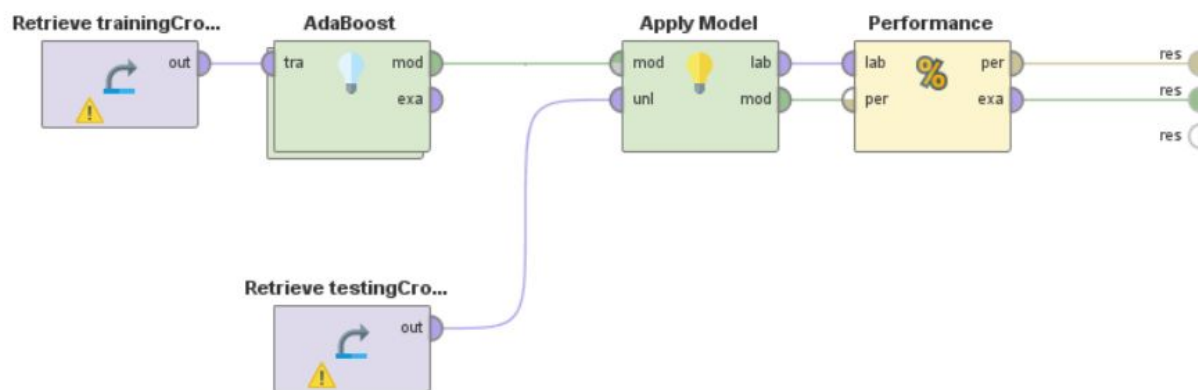 Retrieve trainingCro...
AdaBoost
Apply Model
Performance
out
tra
mod
exa
mod
unl
lab
mod
lab
per
%
per
exa
res
res
res
Retrieve testingCro...
out